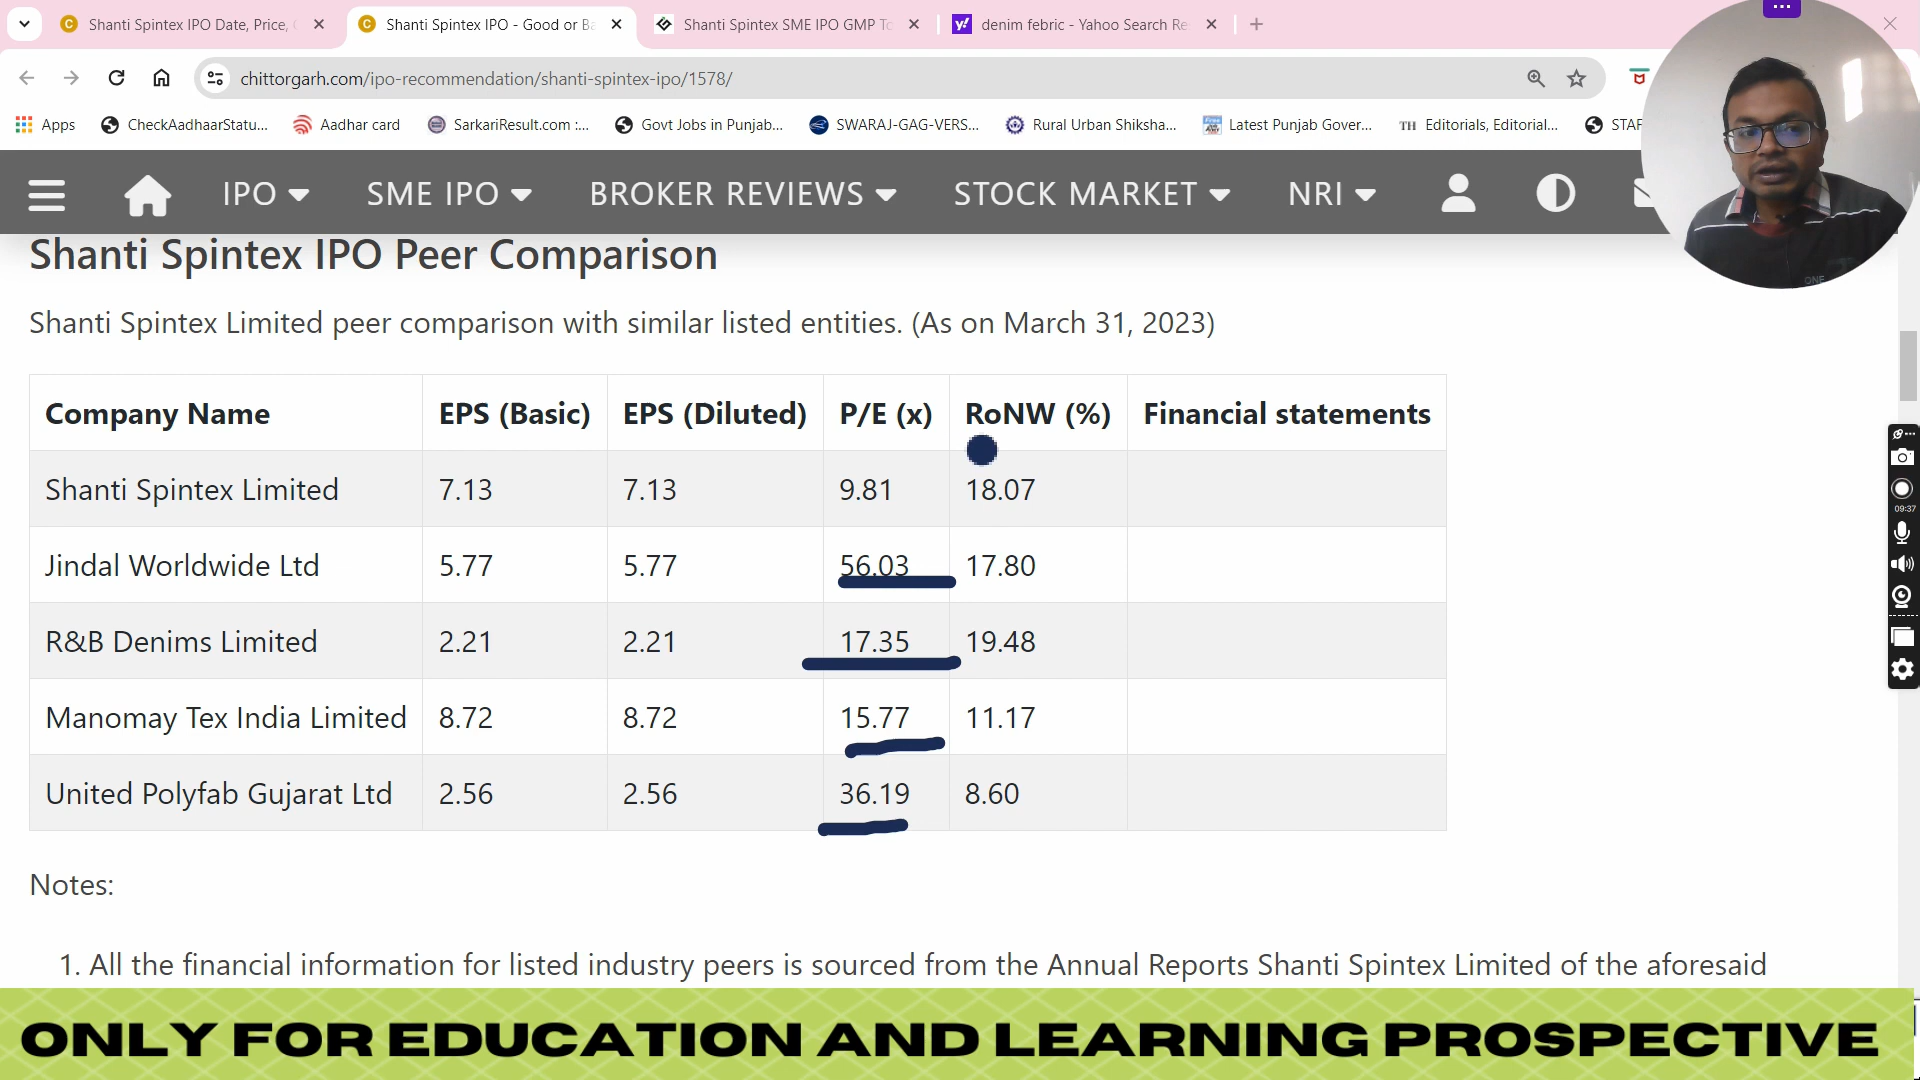 Shanti Spintex IPO Date, Price,
Shanti Spintex IPO - Good or Ba
Shanti Spintex SME IPO GMP To
denim febric - Yahoo Search Re
chittorgarh.com/ipo-recommendation/shanti-spintex-ipo/1578/
Apps CheckAadhaarStatu... Aadhar card SarkariResult.com :... Govt Jobs in Punjab... SWARAJ-GAG-VERS... Rural Urban Shiksha... Latest Punjab Gover... TH Editorials, Editorial... STAF
IPO SME IPO BROKER REVIEWS STOCK MARKET NRI
Shanti Spintex IPO Peer Comparison
Shanti Spintex Limited peer comparison with similar listed entities. (As on March 31, 2023)
Company Name EPS (Basic) EPS (Diluted) P/E (x) RoNW (%) Financial statements
Shanti Spintex Limited 7.13 7.13 9.81 18.07
Jindal Worldwide Ltd 5.77 5.77 56.03 17.80
R&B Denims Limited 2.21 2.21 17.35 19.48
Manomay Tex India Limited 8.72 8.72 15.77 11.17
United Polyfab Gujarat Ltd 2.56 2.56 36.19 8.60
09:37
Notes:
1. All the financial information for listed industry peers is sourced from the Annual Reports Shanti Spintex Limited of the aforesaid
ONLY FOR EDUCATION AND LEARNING PROSPECTIVE